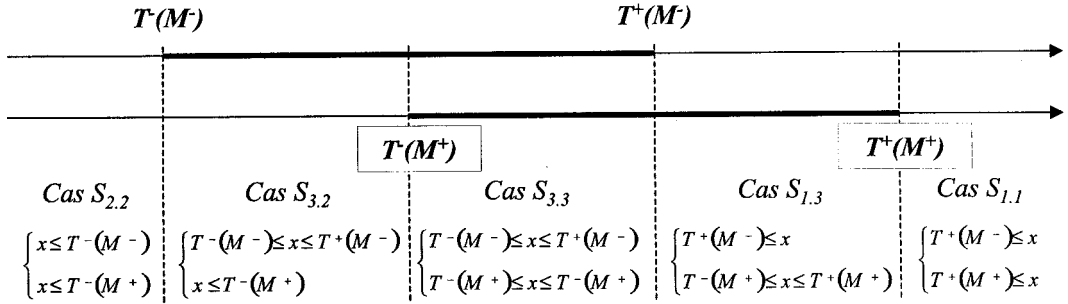 T⁻(M⁻) T⁺(M⁻)
T⁻(M⁺) T⁺(M⁺)
Cas S₂.₂ Cas S₃.₂ Cas S₃.₃ Cas S₁.₃ Cas S₁.₁
{ x ≤ T⁻(M⁻) { T⁻(M⁻) ≤ x ≤ T⁺(M⁻) { T⁻(M⁻) ≤ x ≤ T⁺(M⁻) { T⁺(M⁻) ≤ x { T⁺(M⁻) ≤ x
x ≤ T⁻(M⁺) x ≤ T⁻(M⁺) T⁻(M⁺) ≤ x ≤ T⁻(M⁺) T⁻(M⁺) ≤ x ≤ T⁺(M⁺) T⁺(M⁺) ≤ x